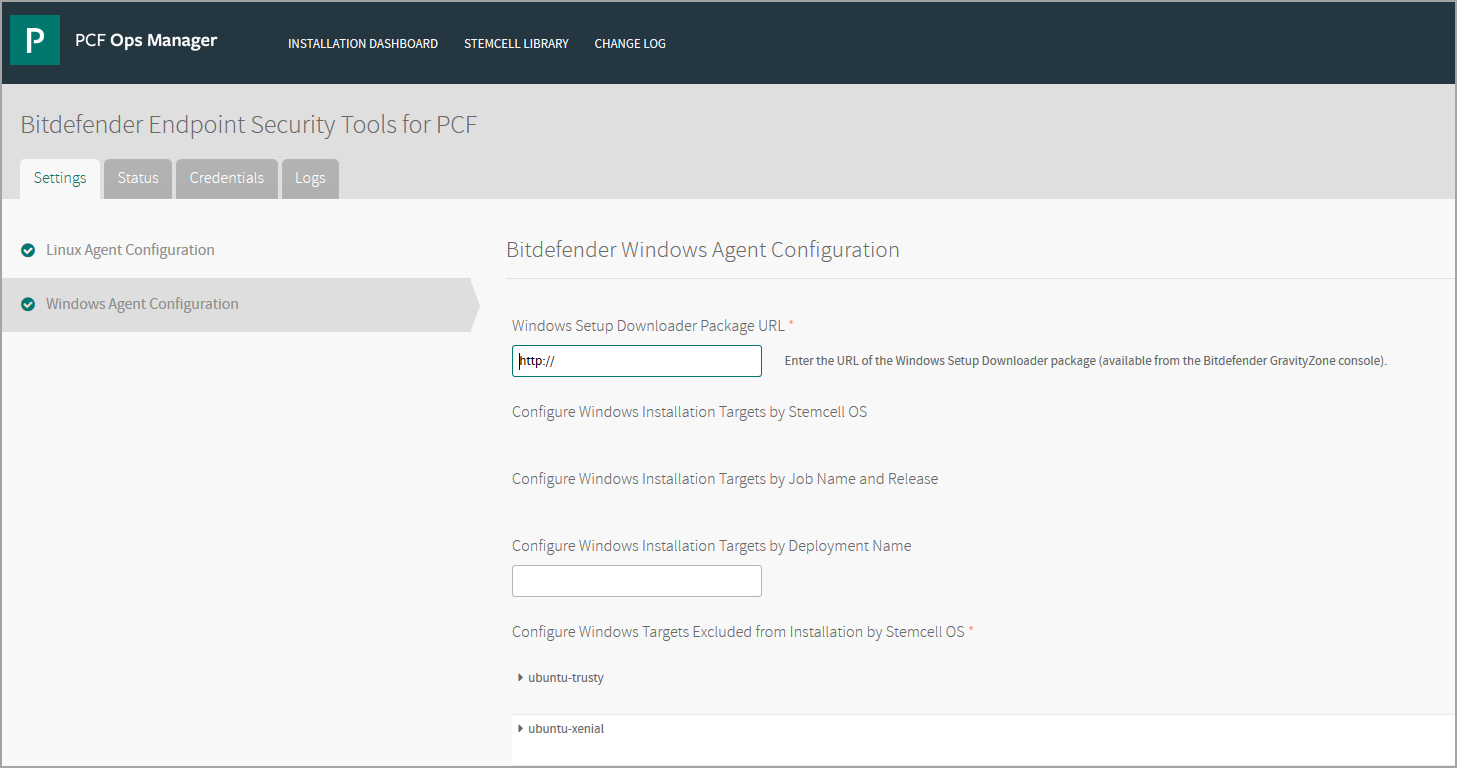 P
PCF Ops Manager
INSTALLATION DASHBOARD
STEMCELL LIBRARY
CHANGE LOG
Bitdefender Endpoint Security Tools for PCF
Settings
Status
Credentials
Logs
Linux Agent Configuration
Windows Agent Configuration
Bitdefender Windows Agent Configuration
Windows Setup Downloader Package URL *
http://
Enter the URL of the Windows Setup Downloader package (available from the Bitdefender GravityZone console).
Configure Windows Installation Targets by Stemcell OS
Configure Windows Installation Targets by Job Name and Release
Configure Windows Installation Targets by Deployment Name
Configure Windows Targets Excluded from Installation by Stemcell OS *
ubuntu-trusty
ubuntu-xenial